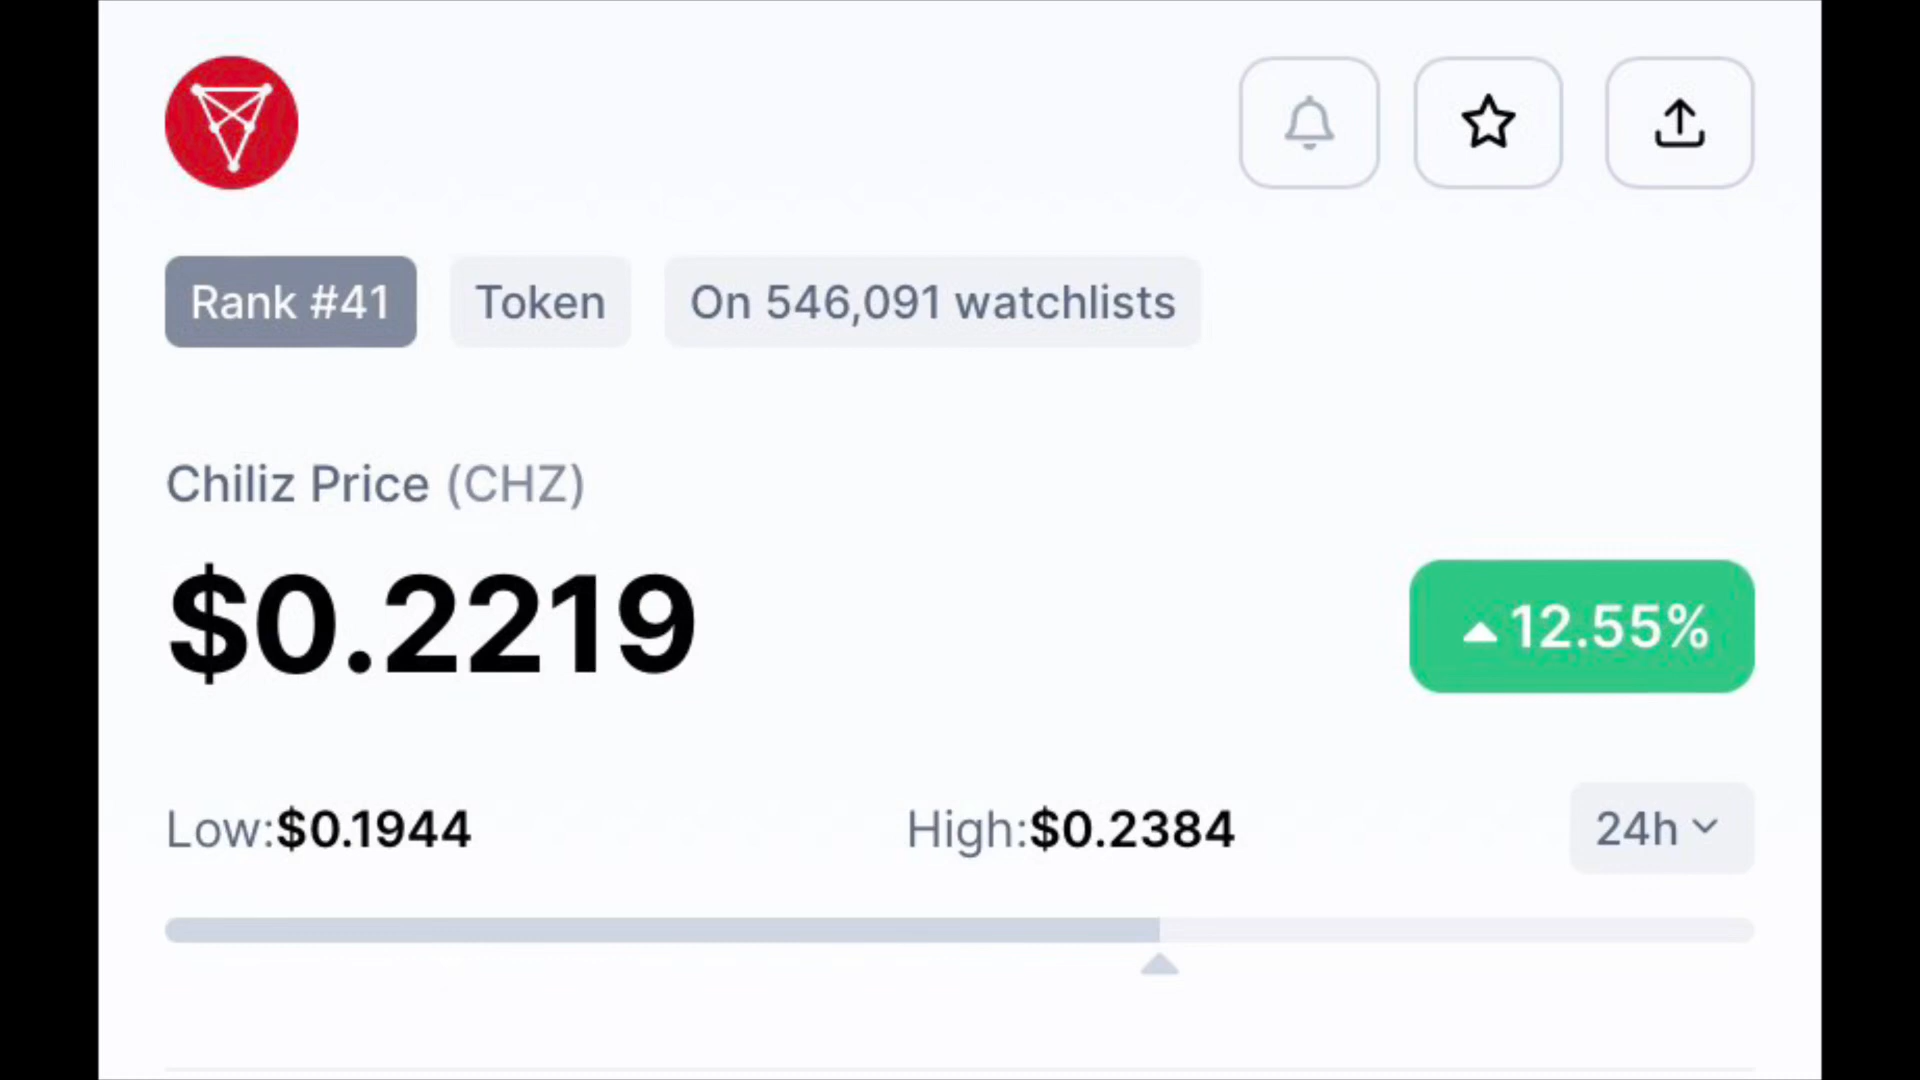 Rank #41 Token On 546,091 watchlists
Chiliz Price (CHZ)
$0.2219 12.55%
Low:$0.1944 High:$0.2384 24h